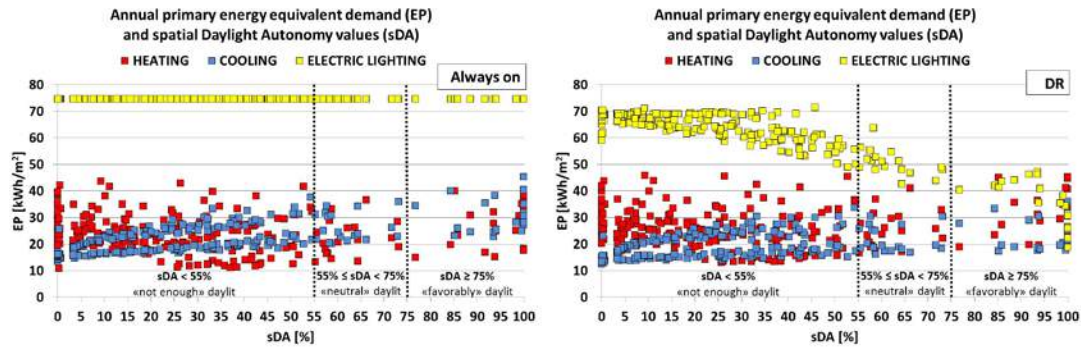 Annual primary energy equivalent demand (EP)
and spatial Daylight Autonomy values (sDA)
HEATING COOLING ELECTRIC LIGHTING
Always on
EP [kWh/m²]
80
70
60
50
40
30
20
10
0
sDA < 55%
«not enough» daylit
55% ≤ sDA < 75%
«neutral» daylit
sDA ≥ 75%
«favorably» daylit
0 5 10 15 20 25 30 35 40 45 50 55 60 65 70 75 80 85 90 95 100
sDA [%]
Annual primary energy equivalent demand (EP)
and spatial Daylight Autonomy values (sDA)
HEATING COOLING ELECTRIC LIGHTING
DR
EP [kWh/m²]
80
70
60
50
40
30
20
10
0
sDA < 55%
«not enough» daylit
55% ≤ sDA < 75%
«neutral» daylit
sDA ≥ 75%
«favorably» daylit
0 5 10 15 20 25 30 35 40 45 50 55 60 65 70 75 80 85 90 95 100
sDA [%]